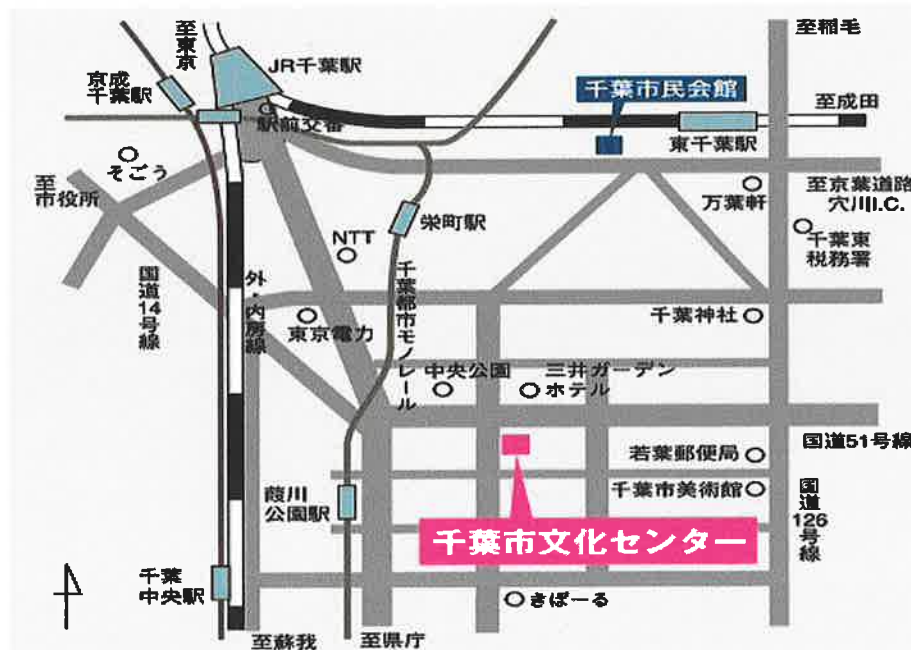 至東京
至稲毛
JR千葉駅
京成
千葉駅
千葉市民会館
至成田
駅前交番
東千葉駅
そごう
至
市役所
万葉軒
至京葉道路
穴川I.C.
栄町駅
NTT
千葉東
税務署
国道14号線
外・内房線
千葉都市モノレール
東京電力
千葉神社
中央公園
三井ガーデン
ホテル
国道51号線
若葉郵便局
葭川
公園駅
千葉市美術館
国道126号線
千葉市文化センター
千葉
中央駅
きぼーる
至蘇我
至県庁